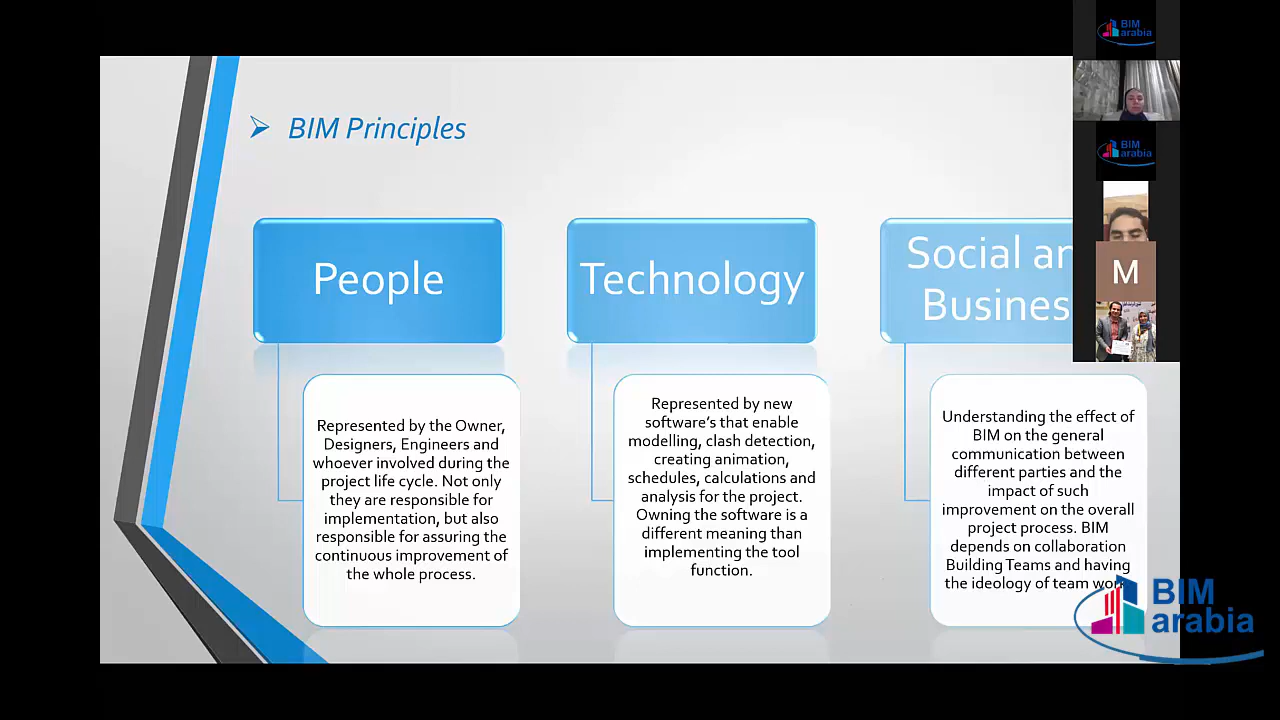 BIM Principles
People
Represented by the Owner,
Designers, Engineers and
whoever involved during the
project life cycle. Not only
they are responsible for
implementation, but also
responsible for assuring the
continuous improvement of
the whole process.
Technology
Represented by new
software's that enable
modelling, clash detection,
creating animation,
schedules, calculations and
analysis for the project.
Owning the software is a
different meaning than
implementing the tool
function.
Social
Busines
Understanding the effect of
BIM on the general
communication between
different parties and the
impact of such
improvement on the overall
project process. BIM
depends on collaboration
Building Teams and having
the ideology of team
BIM
arabia
BIM
arabia
M
BIM
arabia